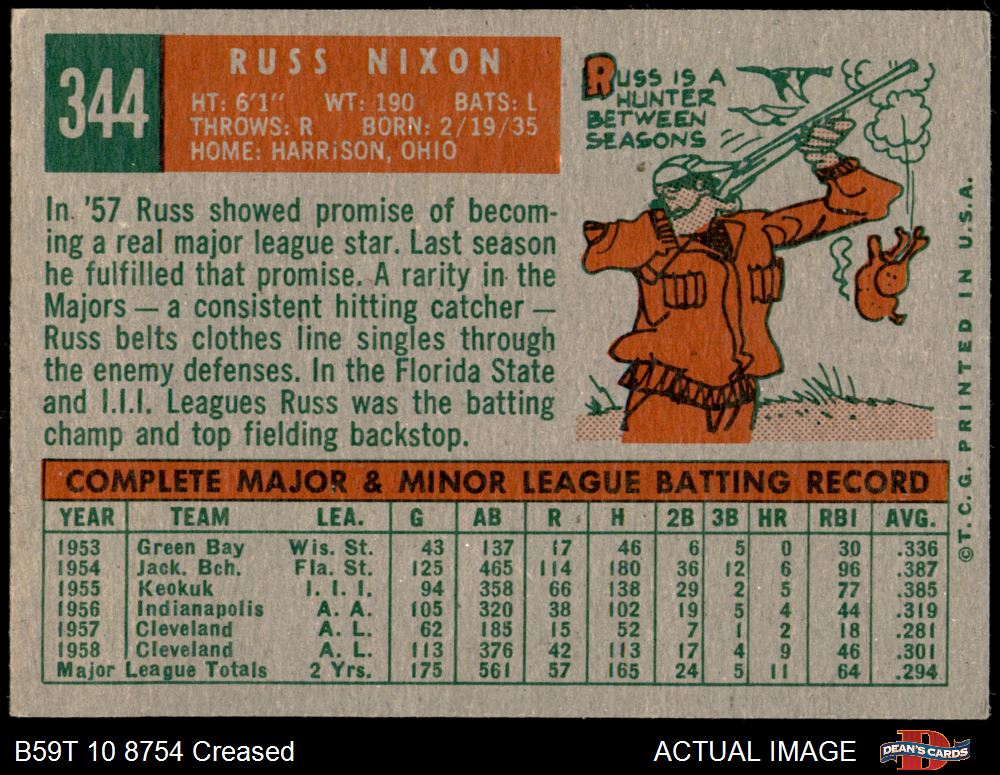 344
RUSS NIXON
HT: 6'1" WT: 190 BATS: L
THROWS: R BORN: 2/19/35
HOME: HARRISON, OHIO
In '57 Russ showed promise of becom-
ing a real major league star. Last season
he fulfilled that promise. A rarity in the
Majors — a consistent hitting catcher —
Russ belts clothes line singles through
the enemy defenses. In the Florida State
and I.I.I. Leagues Russ was the batting
champ and top fielding backstop.
RUSS IS A
HUNTER
BETWEEN
SEASONS
©T.C.G. PRINTED IN U.S.A.
COMPLETE MAJOR & MINOR LEAGUE BATTING RECORD
YEAR TEAM LEA. G AB R H 2B 3B HR RBI AVG.
1953 Green Bay Wis. St. 43 137 17 46 6 5 0 30 .336
1954 Jack. Bch. Fla. St. 125 465 114 180 36 12 6 96 .387
1955 Keokuk I. I. I. 94 358 66 138 29 2 5 77 .385
1956 Indianapolis A. A. 105 320 38 102 19 5 4 44 .319
1957 Cleveland A. L. 62 185 15 52 7 1 2 18 .281
1958 Cleveland A. L. 113 376 42 113 17 4 9 46 .301
Major League Totals 2 Yrs. 175 561 57 165 24 5 11 64 .294
B59T 10 8754 Creased
ACTUAL IMAGE
DEAN'S CARDS